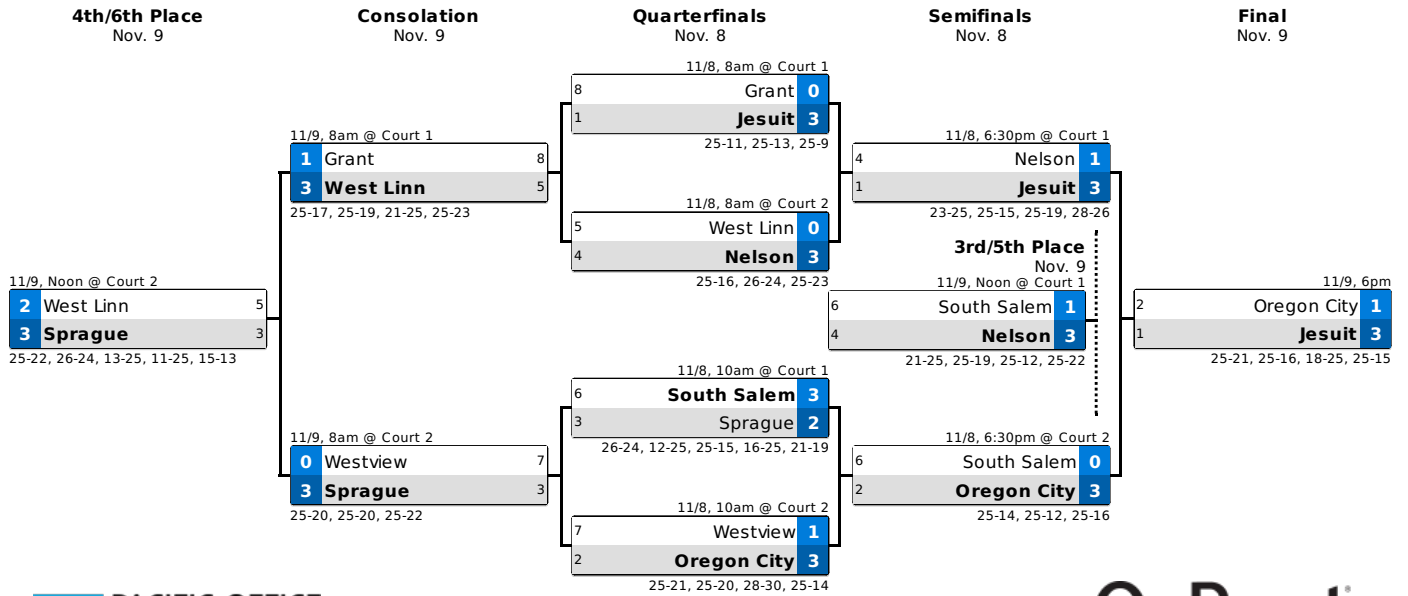 4th/6th Place
Nov. 9
Consolation
Nov. 9
Quarterfinals
Nov. 8
Semifinals
Nov. 8
Final
Nov. 9
11/9, Noon @ Court 2
2 West Linn 5
3 Sprague 3
25-22, 26-24, 13-25, 11-25, 15-13
11/9, 8am @ Court 1
1 Grant 8
3 West Linn 5
25-17, 25-19, 21-25, 25-23
11/9, 8am @ Court 2
0 Westview 7
3 Sprague 3
25-20, 25-20, 25-22
11/8, 8am @ Court 1
8 Grant 0
1 Jesuit 3
25-11, 25-13, 25-9
11/8, 8am @ Court 2
5 West Linn 0
4 Nelson 3
25-16, 26-24, 25-23
11/8, 10am @ Court 1
6 South Salem 3
3 Sprague 2
26-24, 12-25, 25-15, 16-25, 21-19
11/8, 10am @ Court 2
7 Westview 1
2 Oregon City 3
25-21, 25-20, 28-30, 25-14
11/8, 6:30pm @ Court 1
4 Nelson 1
1 Jesuit 3
23-25, 25-15, 25-19, 28-26
3rd/5th Place
Nov. 9
11/9, Noon @ Court 1
6 South Salem 1
4 Nelson 3
21-25, 25-19, 25-12, 25-22
11/8, 6:30pm @ Court 2
6 South Salem 0
2 Oregon City 3
25-14, 25-12, 25-16
11/9, 6pm
2 Oregon City 1
1 Jesuit 3
25-21, 25-16, 18-25, 25-15
PACIFIC OFFICE